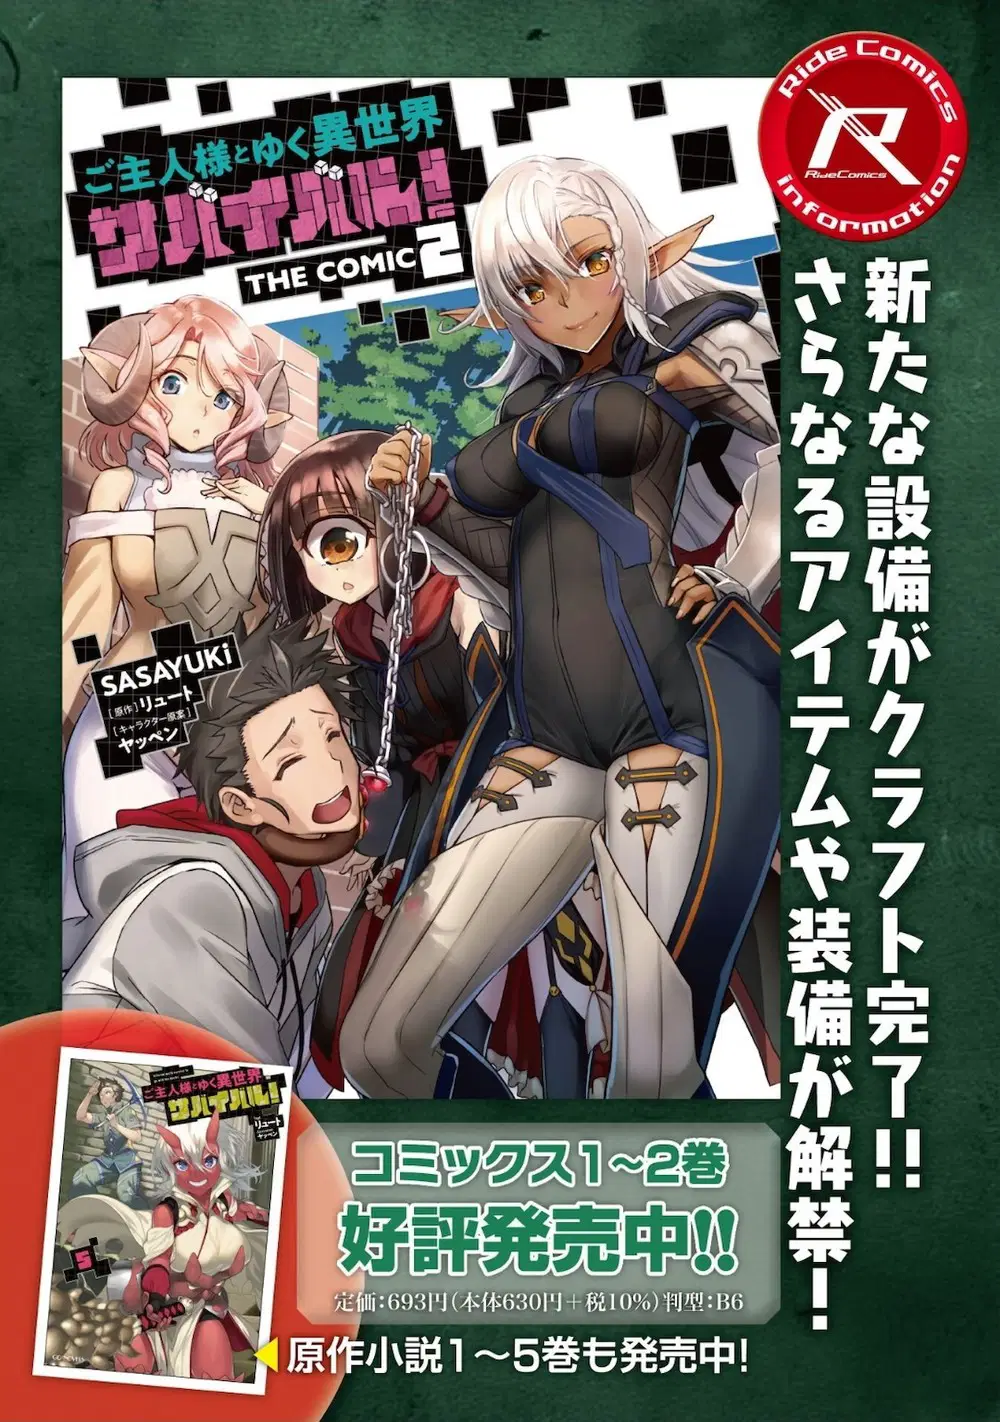 Ride Comics
R
RideComics
information
新たな設備がクラフト完了!!
さらなるアイテムや装備が解禁!
ご主人様とゆく異世界
サバイバル!
THE COMIC 2
SASAYUKi
[原作]リュート
[キャラクター原案]
ヤッペン
ご主人様とゆく異世界
サバイバル!
リュート
ヤッペン
5
コミックス1〜2巻
好評発売中!!
定価:693円(本体630円+税10%)判型:B6
原作小説1〜5巻も発売中!